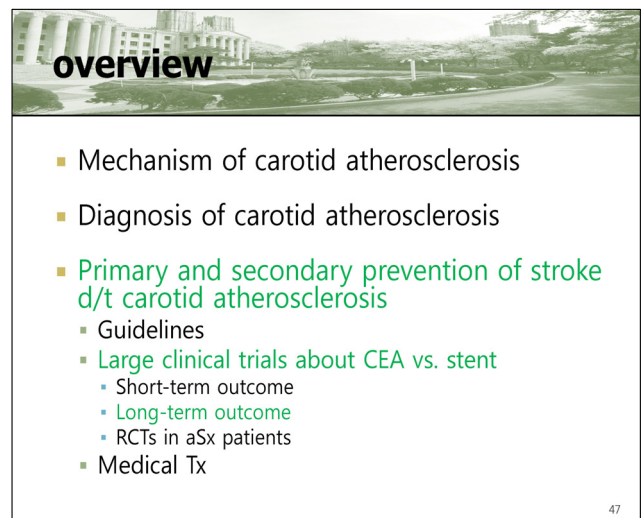 overview
Mechanism of carotid atherosclerosis
Diagnosis of carotid atherosclerosis
Primary and secondary prevention of stroke
d/t carotid atherosclerosis
Guidelines
Large clinical trials about CEA vs. stent
Short-term outcome
Long-term outcome
RCTs in aSx patients
Medical Tx
47